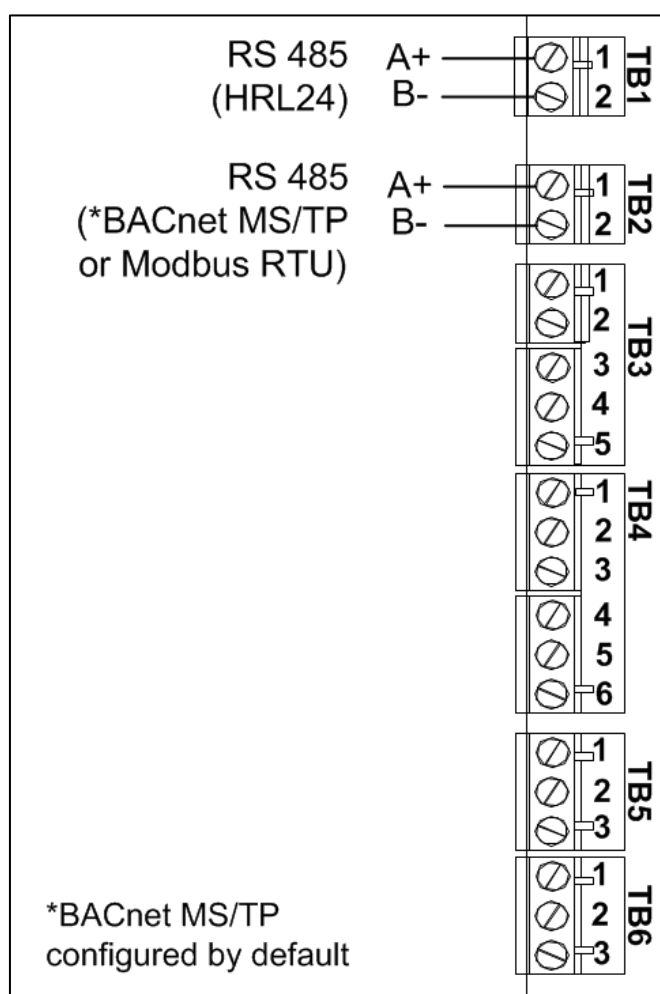 RS 485 A+ 1 TB1
(HRL24) B- 2
RS 485 A+ 1 TB2
(*BACnet MS/TP B- 2
or Modbus RTU)
1 TB3
2
3
4
5
1 TB4
2
3
4
5
6
1 TB5
2
3
1 TB6
2
3
*BACnet MS/TP
configured by default